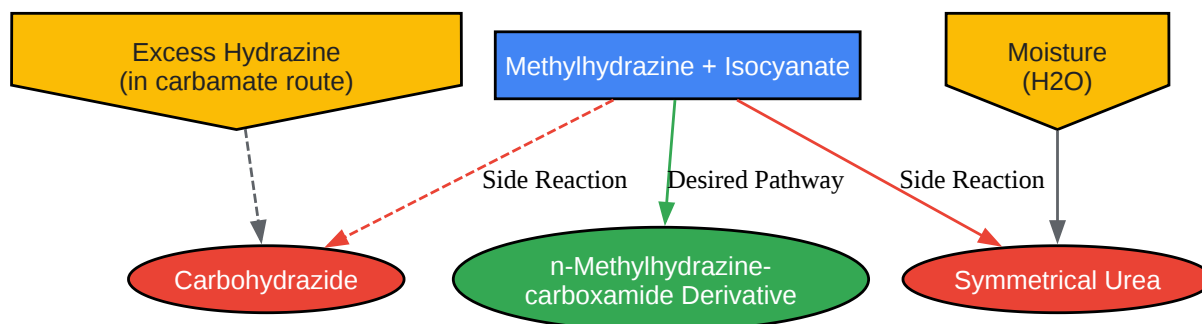 Excess Hydrazine
(in carbamate route)
Methylhydrazine + Isocyanate
Moisture
(H2O)
Side Reaction
Desired Pathway
Side Reaction
Carbohydrazide
n-Methylhydrazine-
carboxamide Derivative
Symmetrical Urea